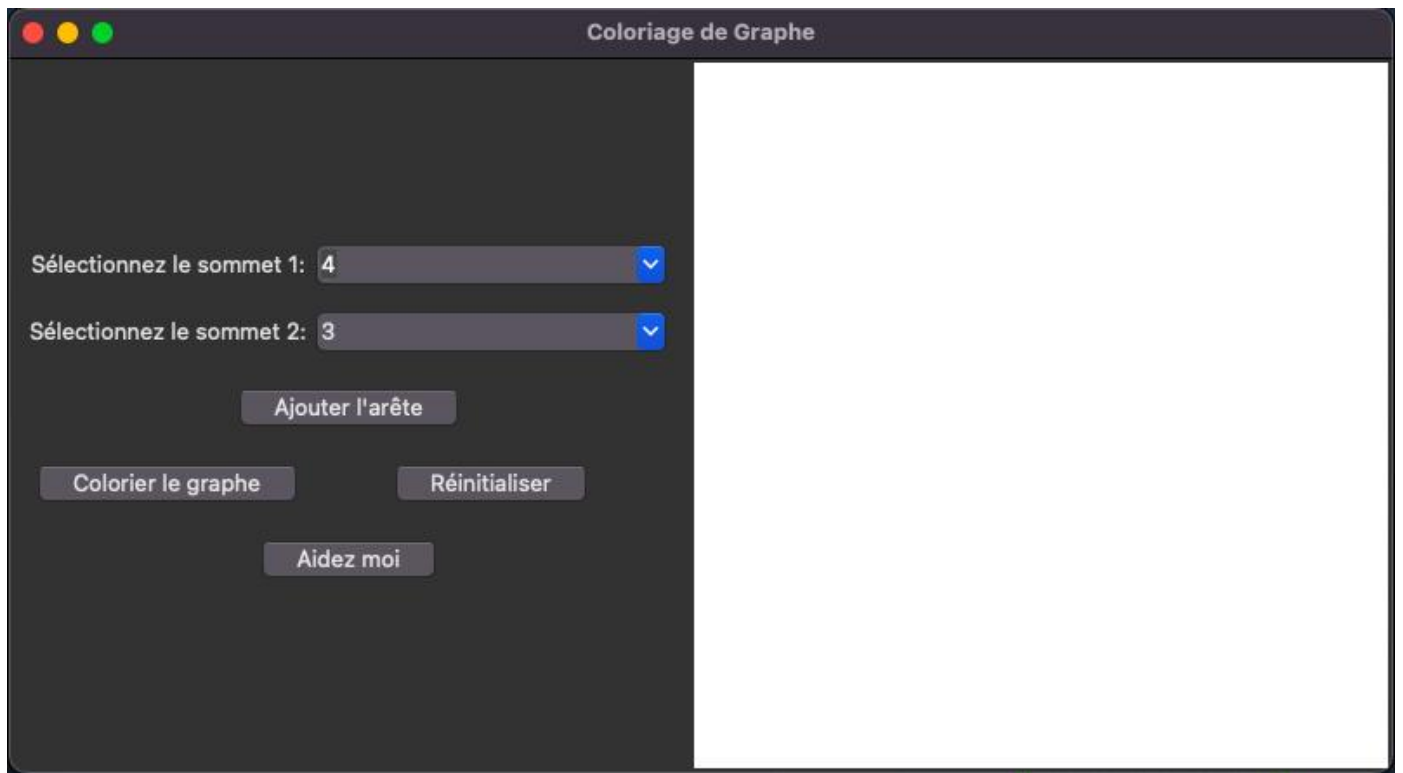 Coloriage de Graphe
Sélectionnez le sommet 1: 4
Sélectionnez le sommet 2: 3
Ajouter l'arête
Colorier le graphe Réinitialiser
Aidez moi